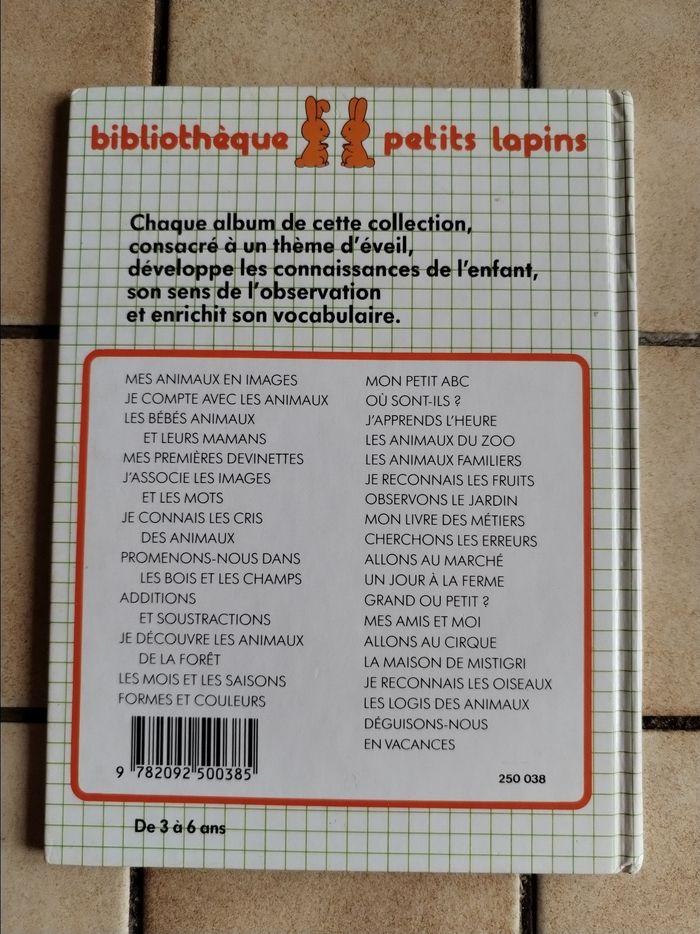 bibliothèque petits lapins
Chaque album de cette collection,
consacré à un thème d'éveil,
développe les connaissances de l'enfant,
son sens de l'observation
et enrichit son vocabulaire.
MES ANIMAUX EN IMAGES
JE COMPTE AVEC LES ANIMAUX
LES BÉBÉS ANIMAUX
ET LEURS MAMANS
MES PREMIÈRES DEVINETTES
J'ASSOCIE LES IMAGES
ET LES MOTS
JE CONNAIS LES CRIS
DES ANIMAUX
PROMENONS-NOUS DANS
LES BOIS ET LES CHAMPS
ADDITIONS
ET SOUSTRACTIONS
JE DÉCOUVRE LES ANIMAUX
DE LA FORÊT
LES MOIS ET LES SAISONS
FORMES ET COULEURS
MON PETIT ABC
OÙ SONT-ILS ?
J'APPRENDS L'HEURE
LES ANIMAUX DU ZOO
LES ANIMAUX FAMILIERS
JE RECONNAIS LES FRUITS
OBSERVONS LE JARDIN
MON LIVRE DES MÉTIERS
CHERCHONS LES ERREURS
ALLONS AU MARCHÉ
UN JOUR À LA FERME
GRAND OU PETIT ?
MES AMIS ET MOI
ALLONS AU CIRQUE
LA MAISON DE MISTIGRI
JE RECONNAIS LES OISEAUX
LES LOGIS DES ANIMAUX
DÉGUISONS-NOUS
EN VACANCES
9 782092 500385
250 038
De 3 à 6 ans